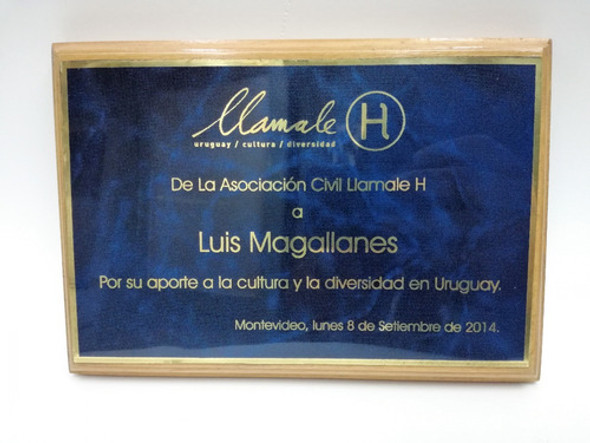 llamale H
uruguay / cultura / diversidad
De La Asociación Civil Llamale H
a
Luis Magallanes
Por su aporte a la cultura y la diversidad en Uruguay.
Montevideo, lunes 8 de Setiembre de 2014.